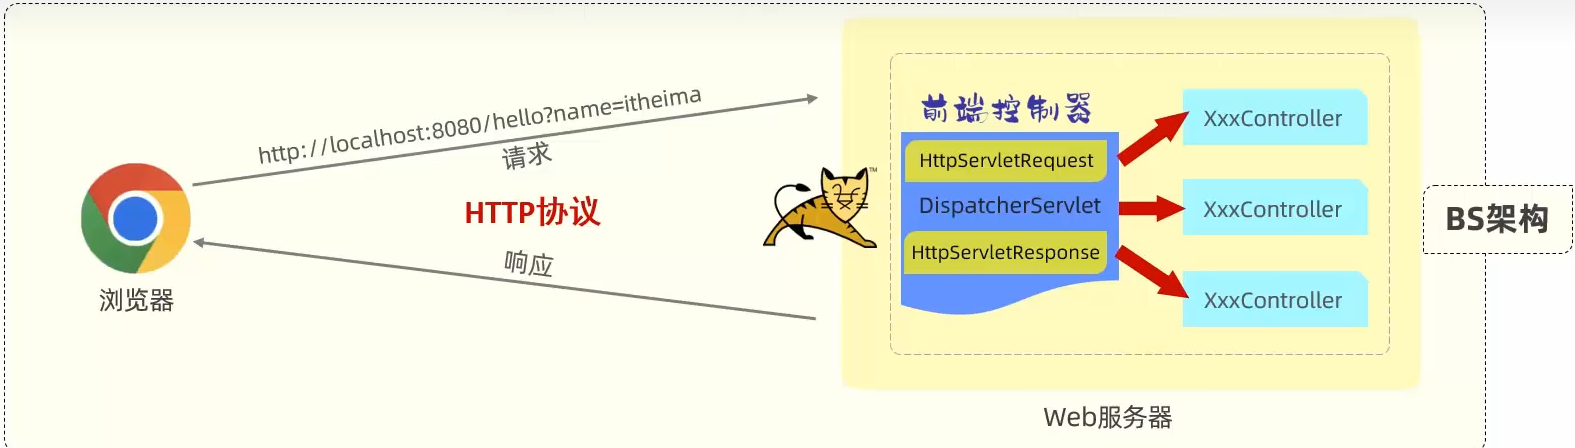 http://localhost:8080/hello?name=itheima
请求
HTTP协议
响应
浏览器
前端控制器
HttpServletRequest
DispatcherServlet
HttpServletResponse
XxxController
XxxController
XxxController
TM
Web服务器
BS架构